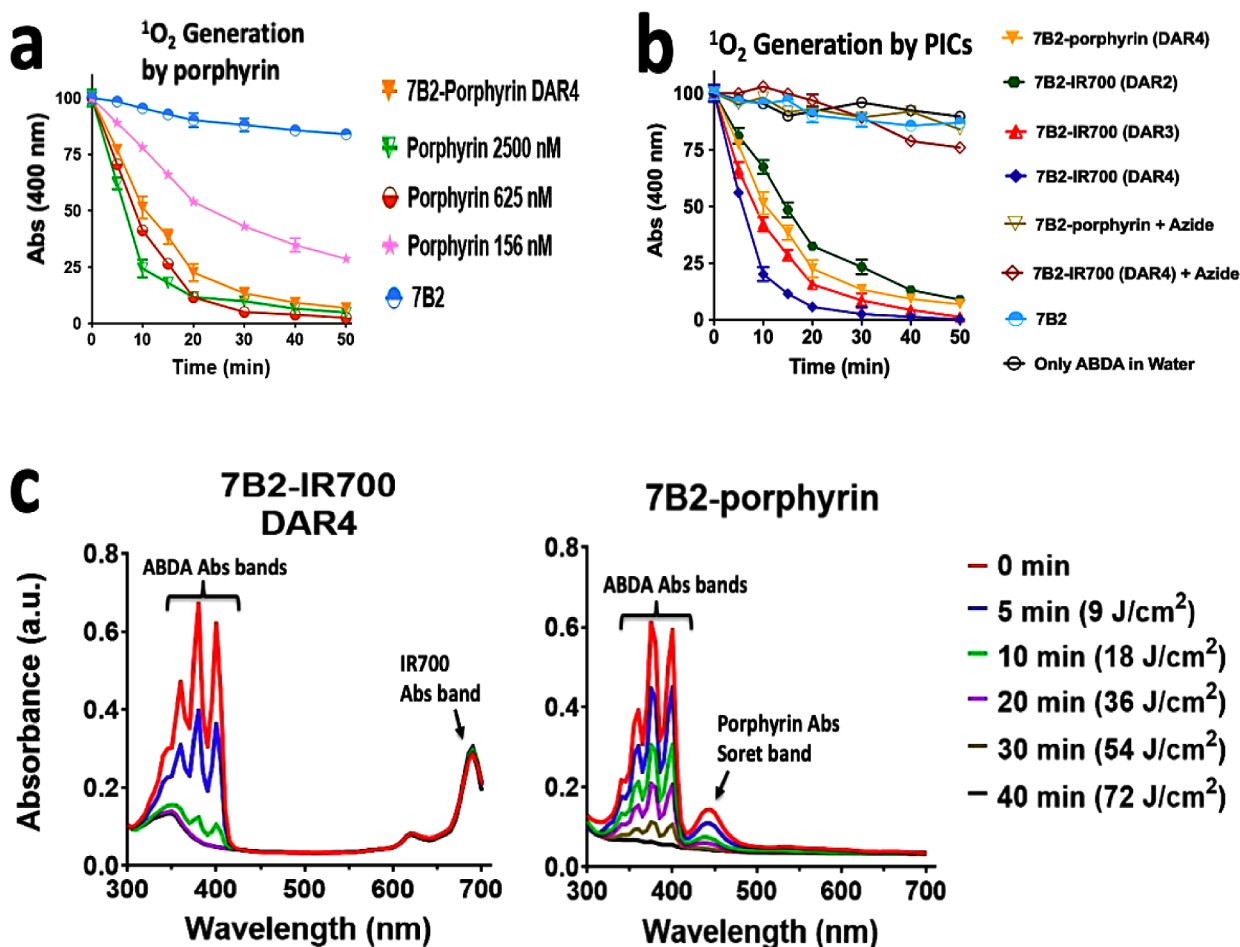 a
¹O₂ Generation
by porphyrin
Abs (400 nm)
100
75
50
25
0
0 10 20 30 40 50
Time (min)
7B2-Porphyrin DAR4
Porphyrin 2500 nM
Porphyrin 625 nM
Porphyrin 156 nM
7B2
b
¹O₂ Generation by PICs
Abs (400 nm)
100
75
50
25
0
0 10 20 30 40 50
Time (min)
7B2-porphyrin (DAR4)
7B2-IR700 (DAR2)
7B2-IR700 (DAR3)
7B2-IR700 (DAR4)
7B2-porphyrin + Azide
7B2-IR700 (DAR4) + Azide
7B2
Only ABDA in Water
c
7B2-IR700
DAR4
Absorbance (a.u.)
0.8
0.6
0.4
0.2
0.0
ABDA Abs bands
IR700
Abs band
300 400 500 600 700
Wavelength (nm)
7B2-porphyrin
0.8
0.6
0.4
0.2
0.0
ABDA Abs bands
Porphyrin Abs
Soret band
300 400 500 600 700
Wavelength (nm)
0 min
5 min (9 J/cm²)
10 min (18 J/cm²)
20 min (36 J/cm²)
30 min (54 J/cm²)
40 min (72 J/cm²)